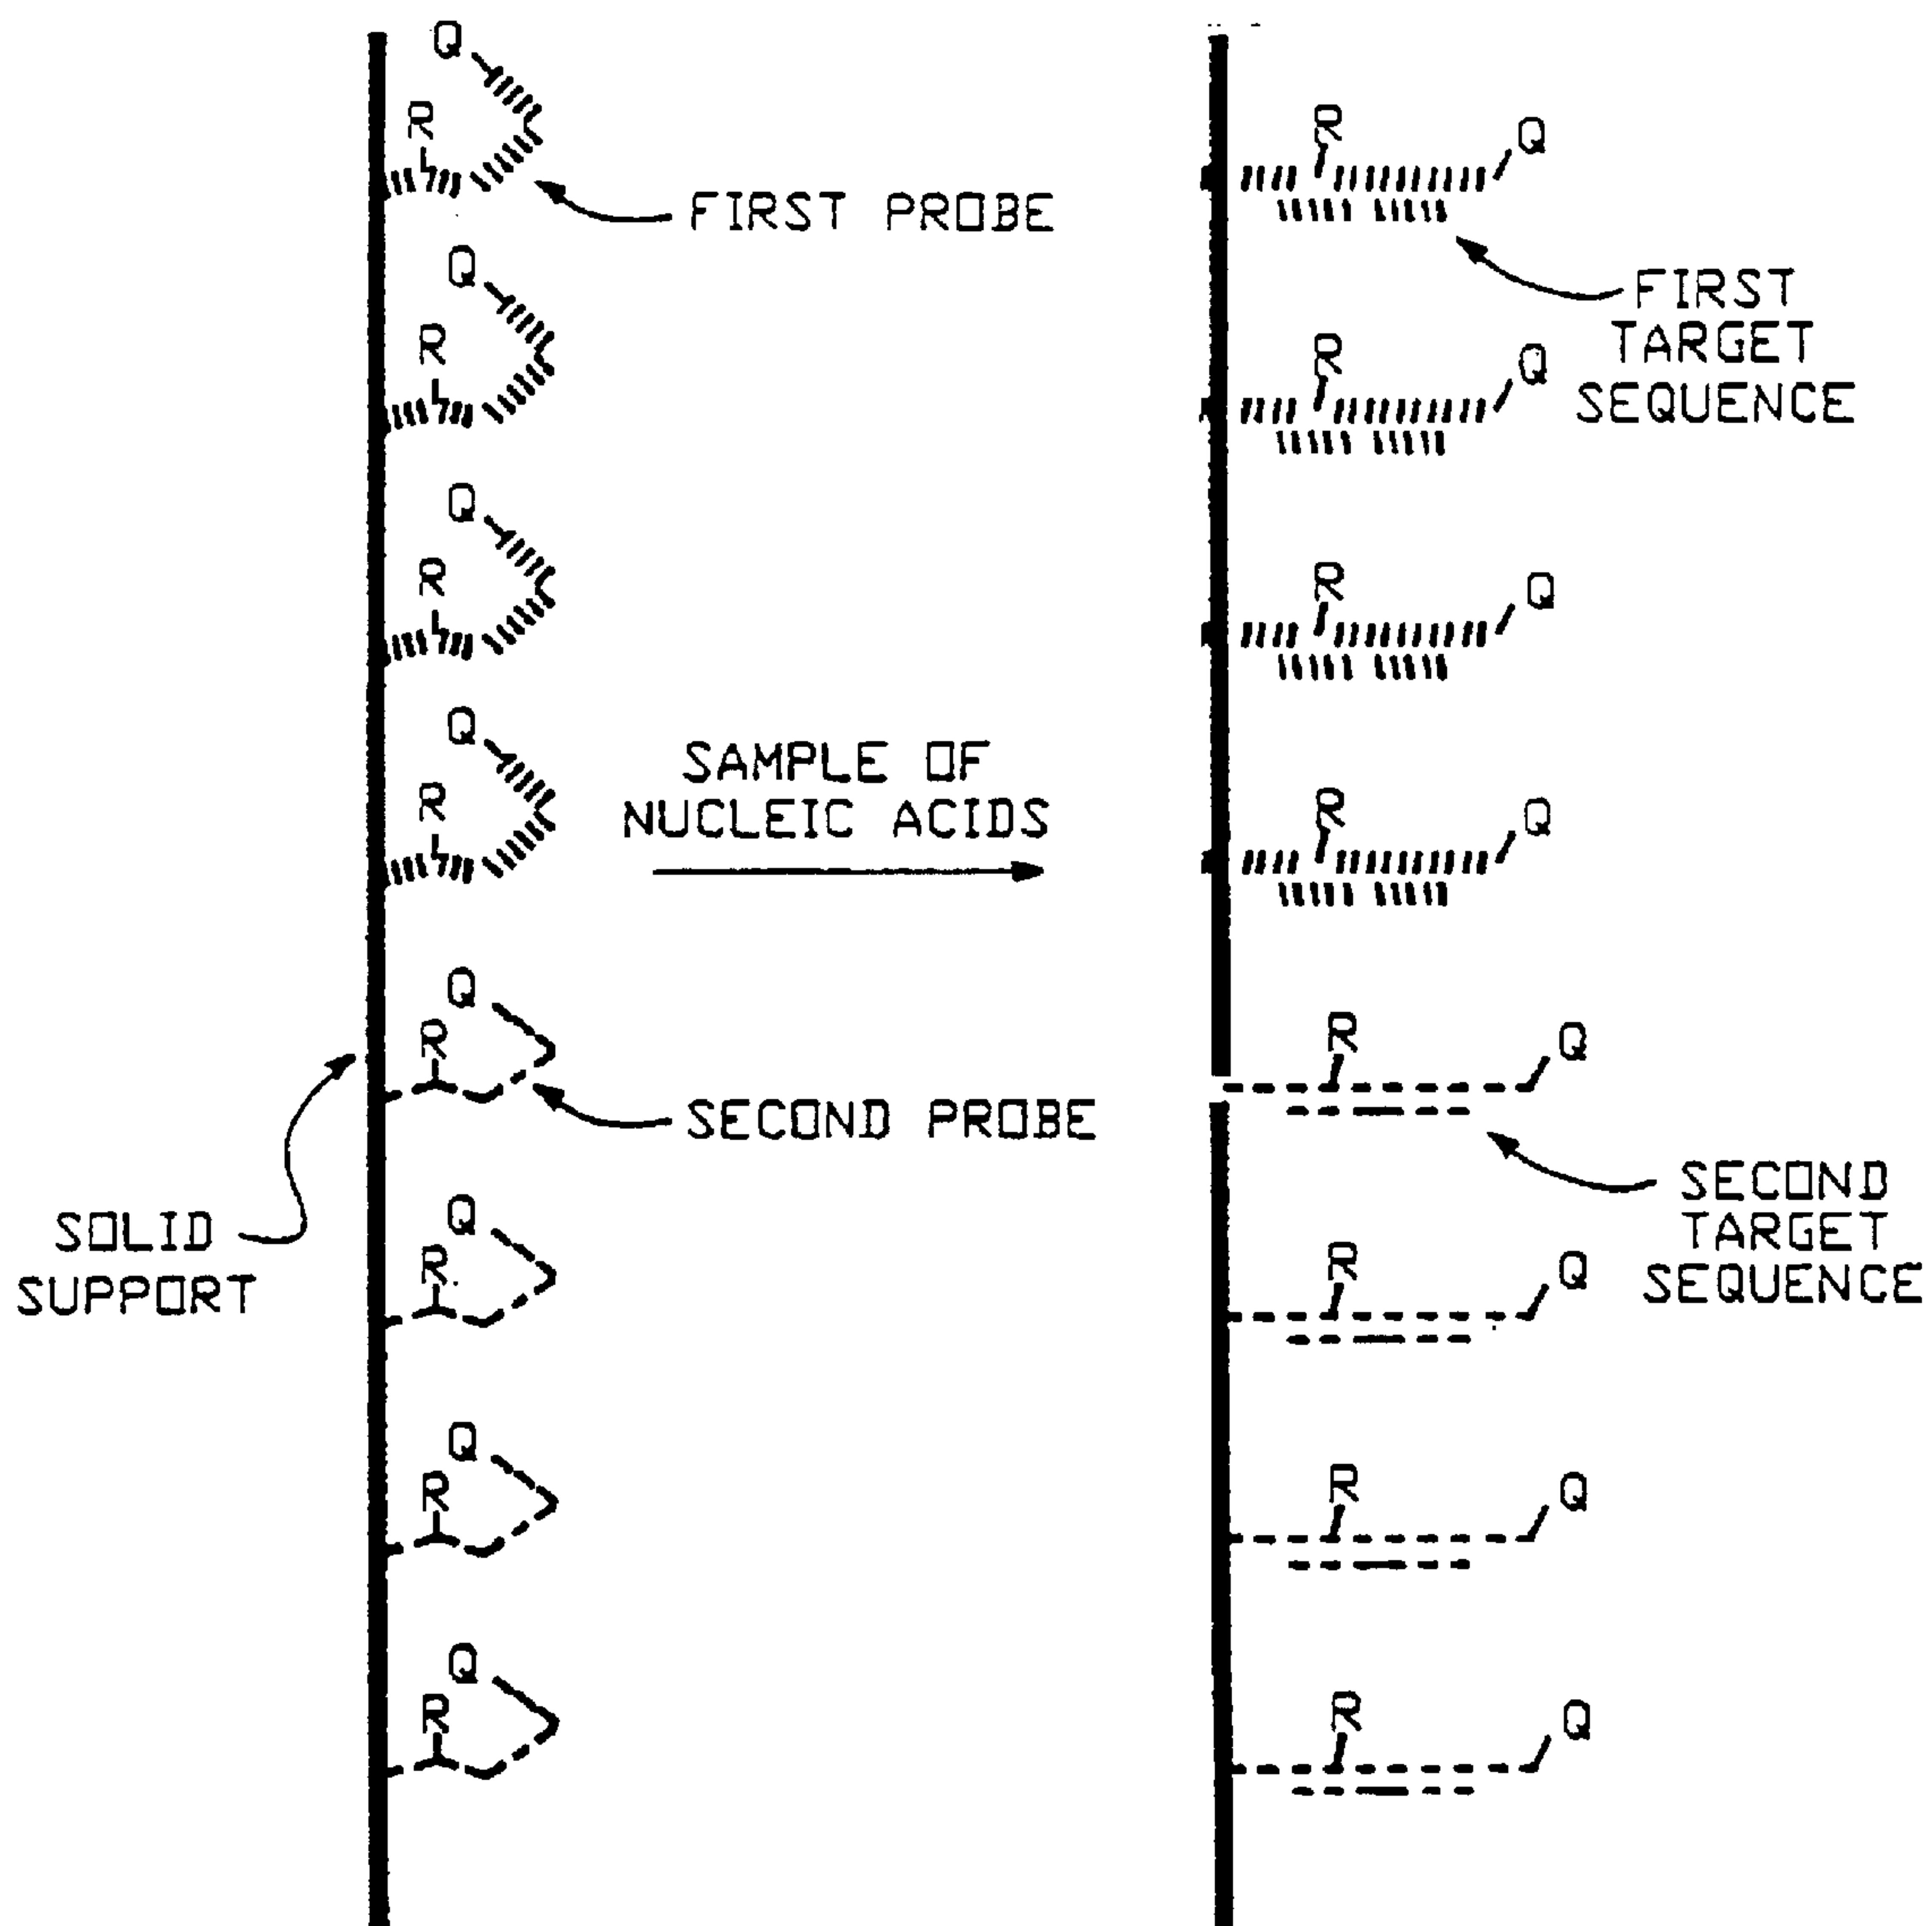 Q
R
FIRST PROBE
Q
R
Q
R
Q
R
SAMPLE OF
NUCLEIC ACIDS
Q
R
SECOND PROBE
SOLID
SUPPORT
Q
R
Q
R
Q
R
R Q
FIRST
TARGET
SEQUENCE
R Q
R Q
R Q
R Q
SECOND
TARGET
SEQUENCE
R Q
R Q
R Q